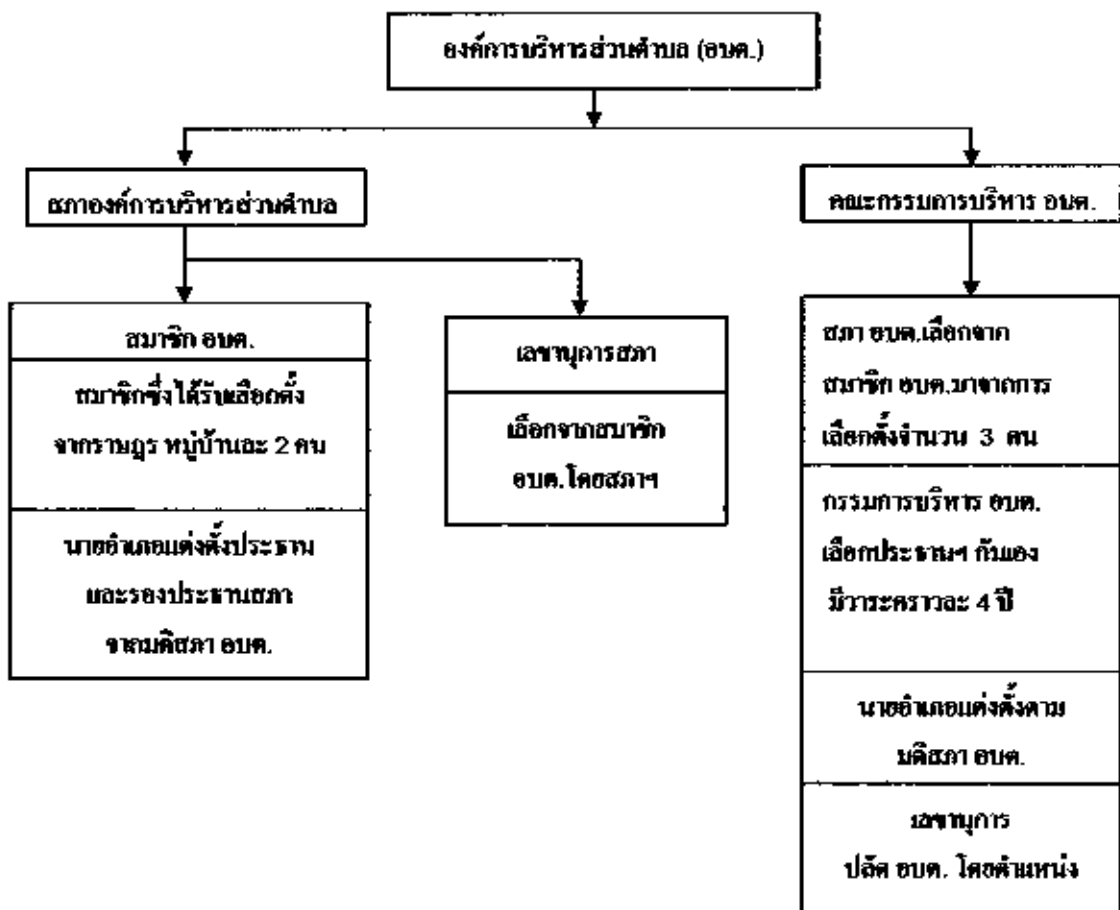 องค์การบริหารส่วนตำบล (อบต.)
สภาองค์การบริหารส่วนตำบล
คณะกรรมการบริหาร อบต.
สมาชิก อบต.
สมาชิกซึ่งได้รับเลือกตั้ง
จากราษฎร หมู่บ้านละ 2 คน
นายอำเภอแต่งตั้งประธาน
และรองประธานสภา
จากมติสภา อบต.
เลขานุการสภา
เลือกจากสมาชิก
อบต.โดยสภาฯ
สภา อบต.เลือกจาก
สมาชิก อบต.มาจากการ
เลือกตั้งจำนวน 3 คน
กรรมการบริหาร อบต.
เลือกประธานฯ กันเอง
มีวาระคราวละ 4 ปี
นายอำเภอแต่งตั้งตาม
มติสภา อบต.
เลขานุการ
ปลัด อบต. โดยตำแหน่ง